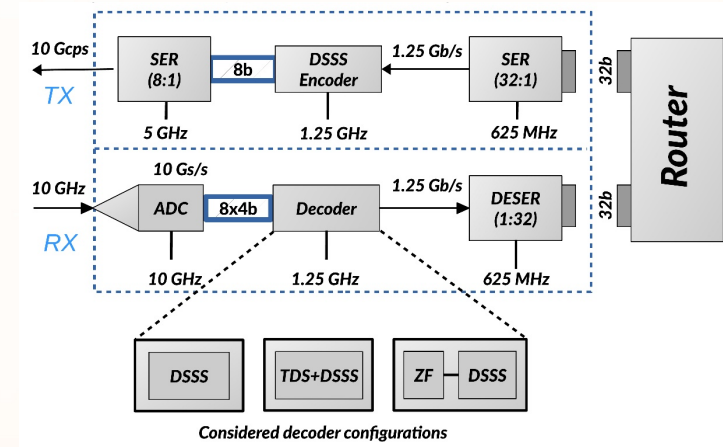 10 Gcps
TX
SER
(8:1)
8b
DSSS
Encoder
1.25 Gb/s
SER
(32:1)
32b
5 GHz
1.25 GHz
625 MHz
Router
10 GHz
RX
10 Gs/s
ADC
8x4b
Decoder
1.25 Gb/s
DESER
(1:32)
32b
10 GHz
1.25 GHz
625 MHz
DSSS
TDS+DSSS
ZF
DSSS
Considered decoder configurations